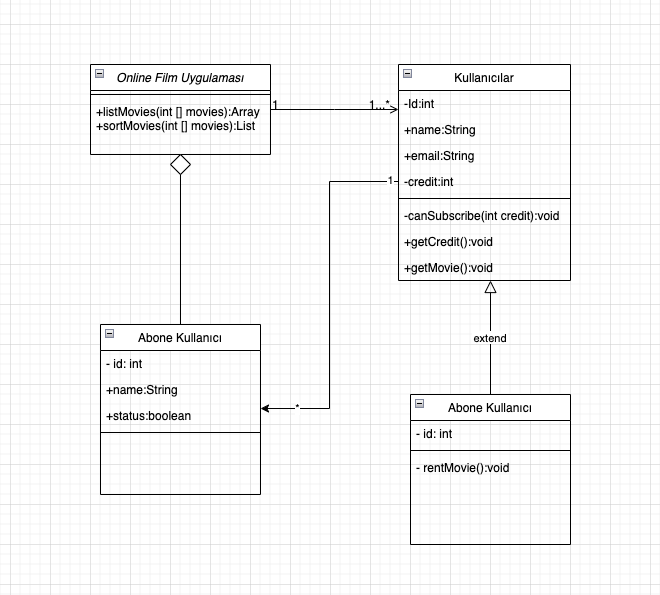 Online Film Uygulaması
+listMovies(int [] movies):Array
+sortMovies(int [] movies):List
1
1...*
Kullanıcılar
-Id:int
+name:String
+email:String
-credit:int
1
-canSubscribe(int credit):void
+getCredit():void
+getMovie():void
extend
Abone Kullanıcı
- id: int
+name:String
+status:boolean
*
Abone Kullanıcı
- id: int
- rentMovie():void